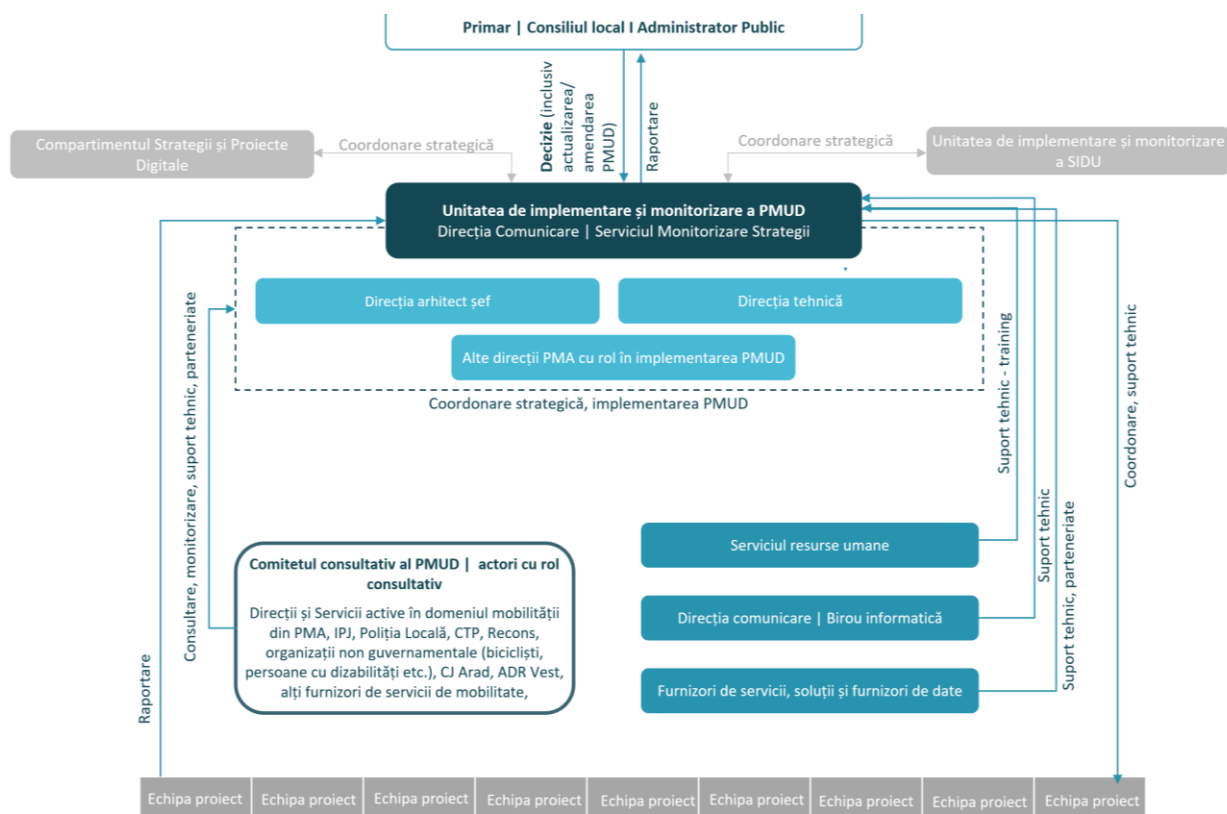 Primar | Consiliul local I Administrator Public
Decizie (inclusiv
actualizarea/
amendarea
PMUD)
Raportare
Compartimentul Strategii și Proiecte
Digitale
Coordonare strategică
Coordonare strategică
Unitatea de implementare și monitorizare
a SIDU
Unitatea de implementare și monitorizare a PMUD
Direcția Comunicare | Serviciul Monitorizare Strategii
Direcția arhitect șef
Direcția tehnică
Alte direcții PMA cu rol în implementarea PMUD
Coordonare strategică, implementarea PMUD
Consultare, monitorizare, suport tehnic, parteneriate
Suport tehnic - training
Suport tehnic
Suport tehnic, parteneriate
Coordonare, suport tehnic
Raportare
Comitetul consultativ al PMUD | actori cu rol
consultativ
Direcții și Servicii active în domeniul mobilității
din PMA, IPJ, Poliția Locală, CTP, Recons,
organizații non guvernamentale (bicicliști,
persoane cu dizabilități etc.), CJ Arad, ADR Vest,
alți furnizori de servicii de mobilitate,
Serviciul resurse umane
Direcția comunicare | Birou informatică
Furnizori de servicii, soluții și furnizori de date
Echipa proiect
Echipa proiect
Echipa proiect
Echipa proiect
Echipa proiect
Echipa proiect
Echipa proiect
Echipa proiect
Echipa proiect